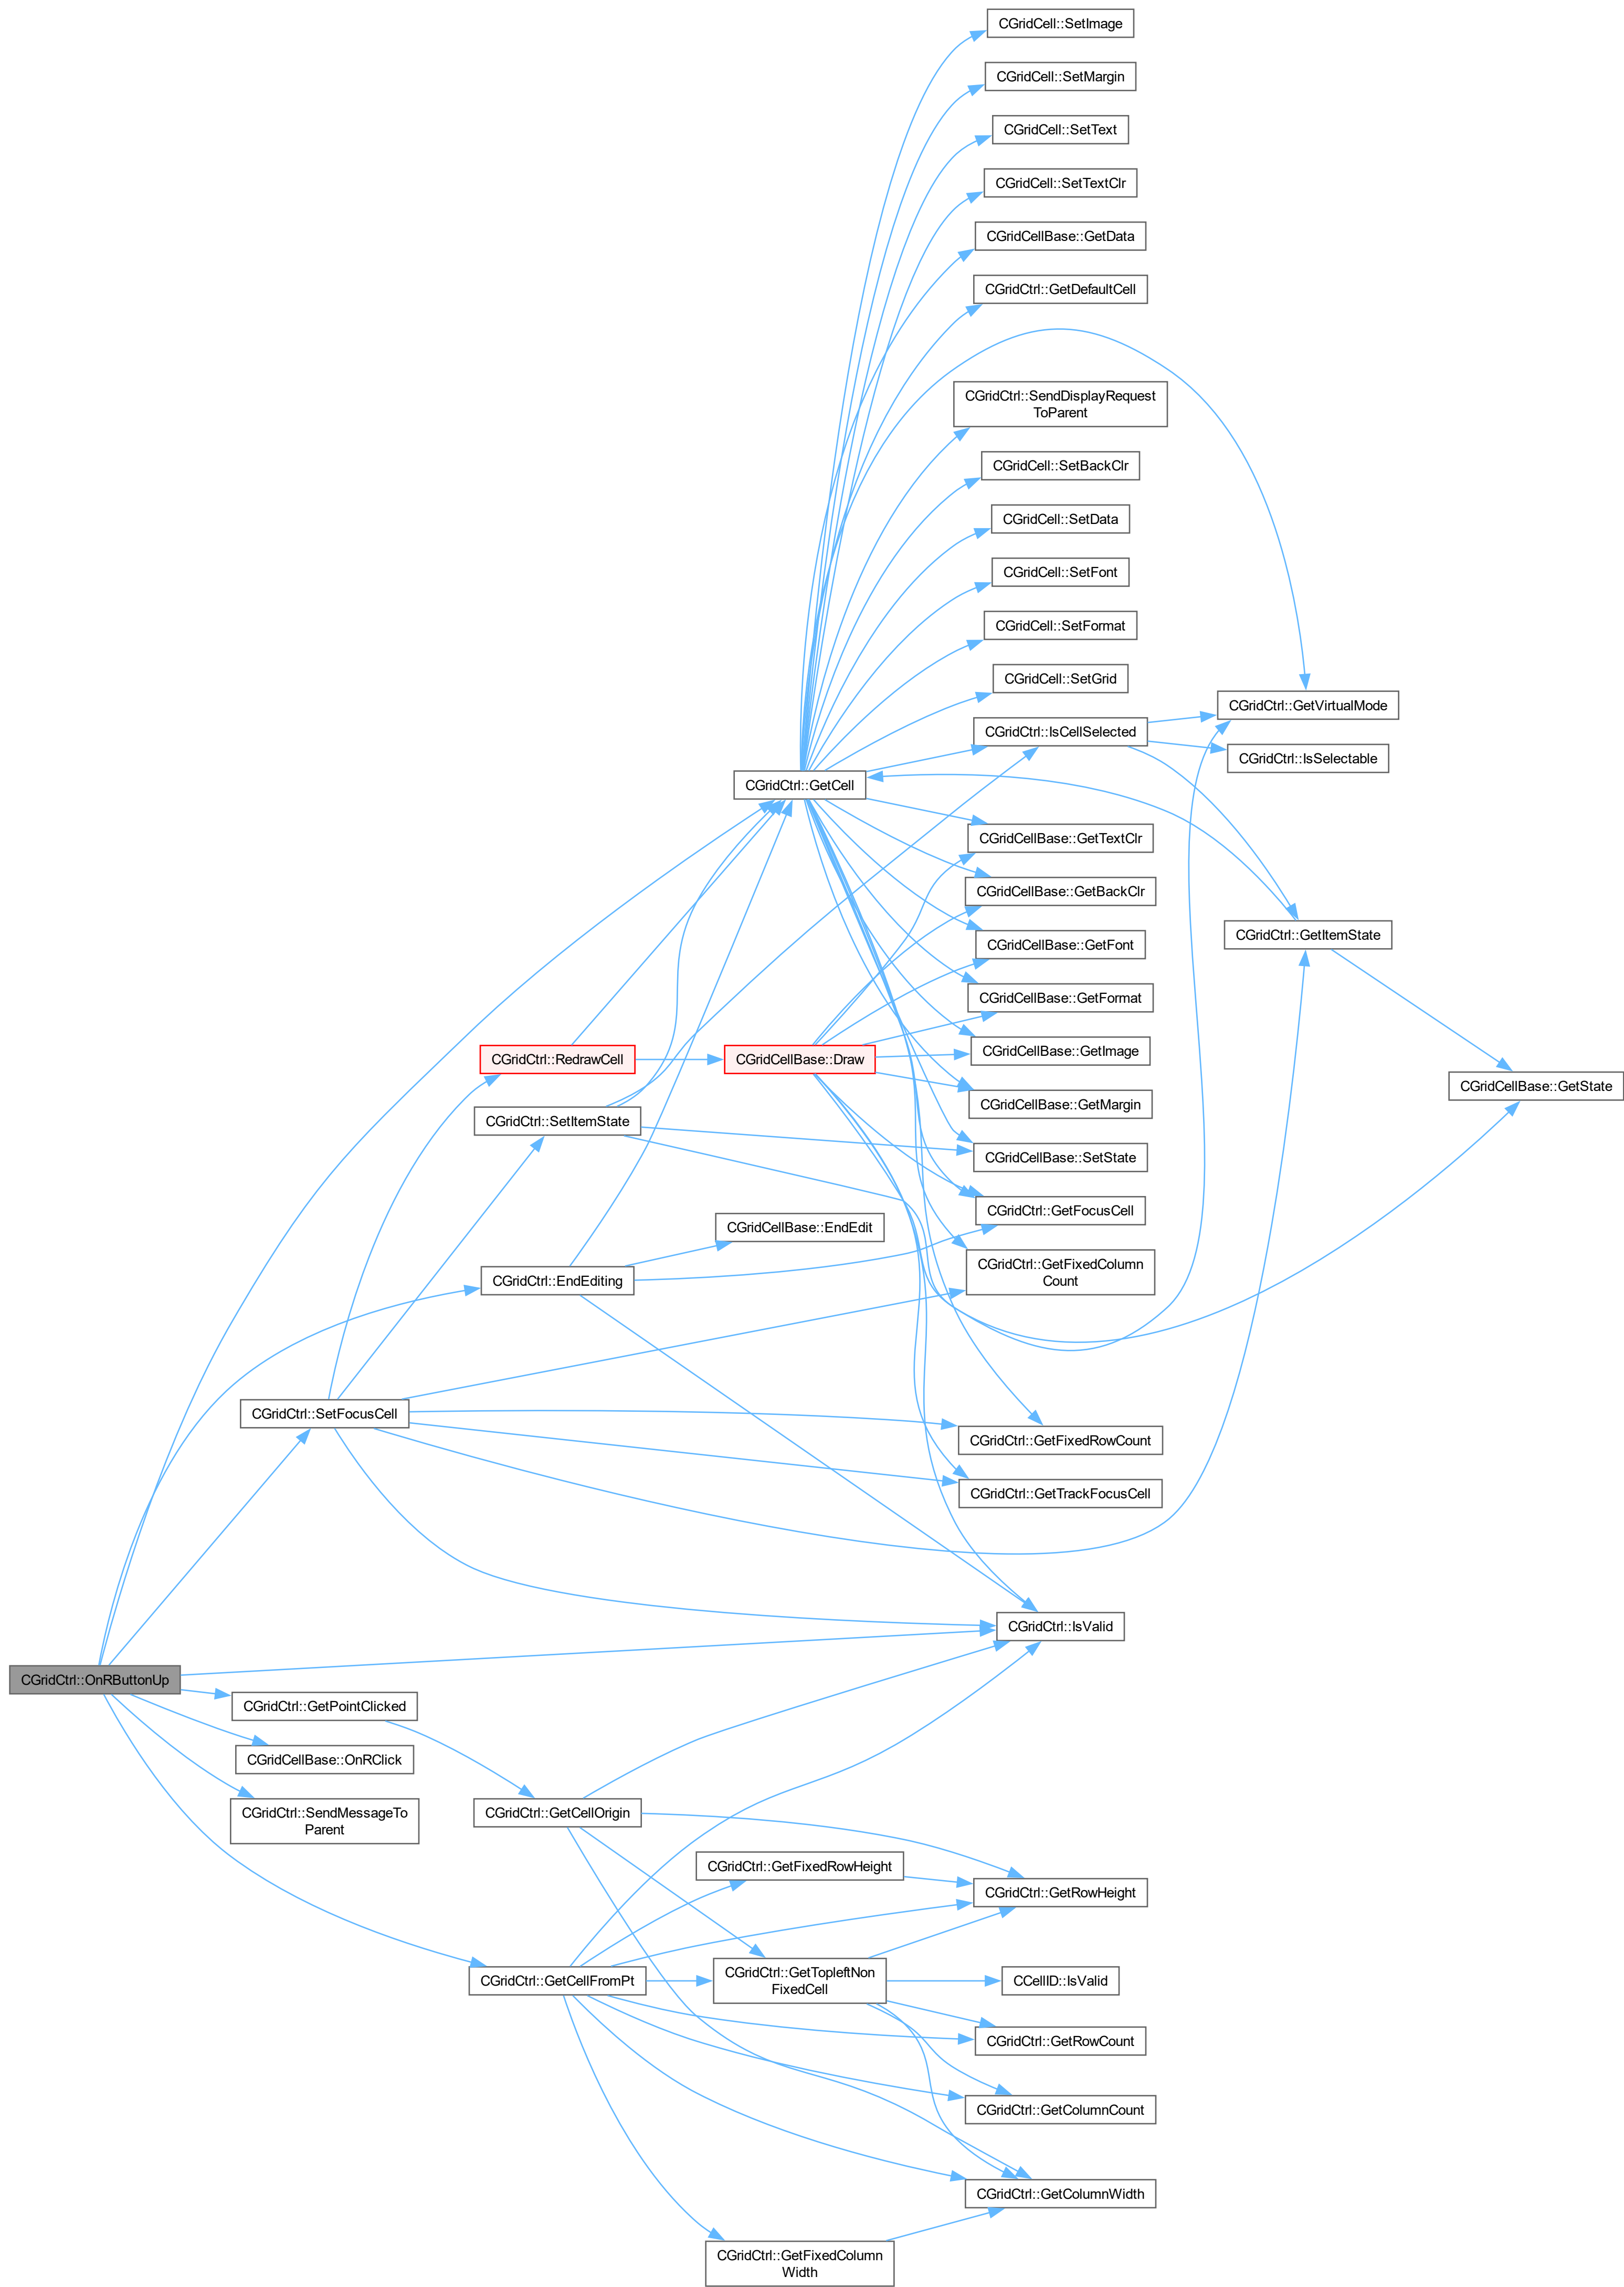 CGridCell::SetImage
CGridCell::SetMargin
CGridCell::SetText
CGridCell::SetTextClr
CGridCellBase::GetData
CGridCtrl::GetDefaultCell
CGridCtrl::SendDisplayRequest
ToParent
CGridCell::SetBackClr
CGridCell::SetData
CGridCell::SetFont
CGridCell::SetFormat
CGridCell::SetGrid
CGridCtrl::GetVirtualMode
CGridCtrl::IsCellSelected
CGridCtrl::IsSelectable
CGridCtrl::GetCell
CGridCellBase::GetTextClr
CGridCellBase::GetBackClr
CGridCtrl::GetItemState
CGridCellBase::GetFont
CGridCellBase::GetFormat
CGridCellBase::GetImage
CGridCtrl::RedrawCell
CGridCellBase::Draw
CGridCellBase::GetState
CGridCellBase::GetMargin
CGridCtrl::SetItemState
CGridCellBase::SetState
CGridCtrl::GetFocusCell
CGridCellBase::EndEdit
CGridCtrl::GetFixedColumn
Count
CGridCtrl::EndEditing
CGridCtrl::SetFocusCell
CGridCtrl::GetFixedRowCount
CGridCtrl::GetTrackFocusCell
CGridCtrl::IsValid
CGridCtrl::OnRButtonUp
CGridCtrl::GetPointClicked
CGridCellBase::OnRClick
CGridCtrl::SendMessageTo
Parent
CGridCtrl::GetCellOrigin
CGridCtrl::GetFixedRowHeight
CGridCtrl::GetRowHeight
CGridCtrl::GetCellFromPt
CGridCtrl::GetTopleftNon
FixedCell
CCellID::IsValid
CGridCtrl::GetRowCount
CGridCtrl::GetColumnCount
CGridCtrl::GetColumnWidth
CGridCtrl::GetFixedColumn
Width